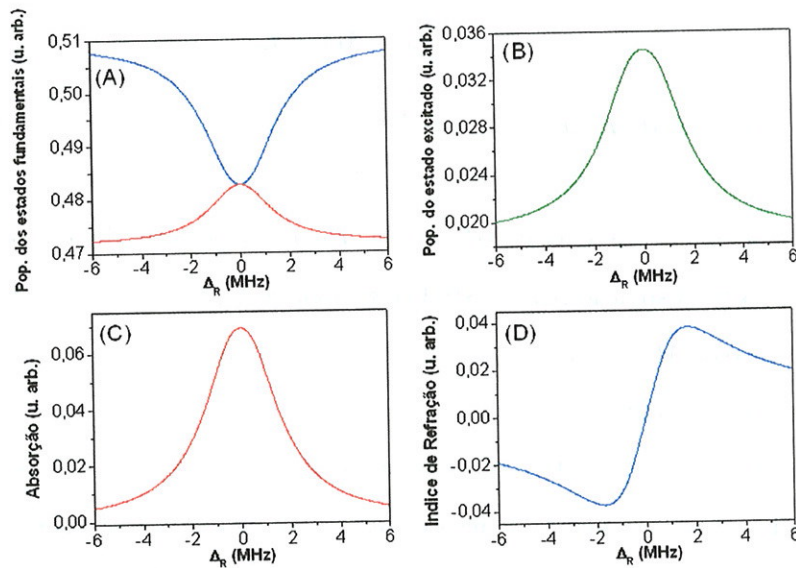 Pop. dos estados fundamentais (u. arb.)
0,51
0,50
0,49
0,48
0,47
(A)
-6 -4 -2 0 2 4 6
Δ_R (MHz)
Pop. do estado excitado (u. arb.)
0,036
0,032
0,028
0,024
0,020
(B)
-6 -4 -2 0 2 4 6
Δ_R (MHz)
Absorção (u. arb.)
0,06
0,04
0,02
0,00
(C)
-6 -4 -2 0 2 4 6
Δ_R (MHz)
Indice de Refração (u. arb.)
0,04
0,02
0,00
-0,02
-0,04
(D)
-6 -4 -2 0 2 4 6
Δ_R (MHz)